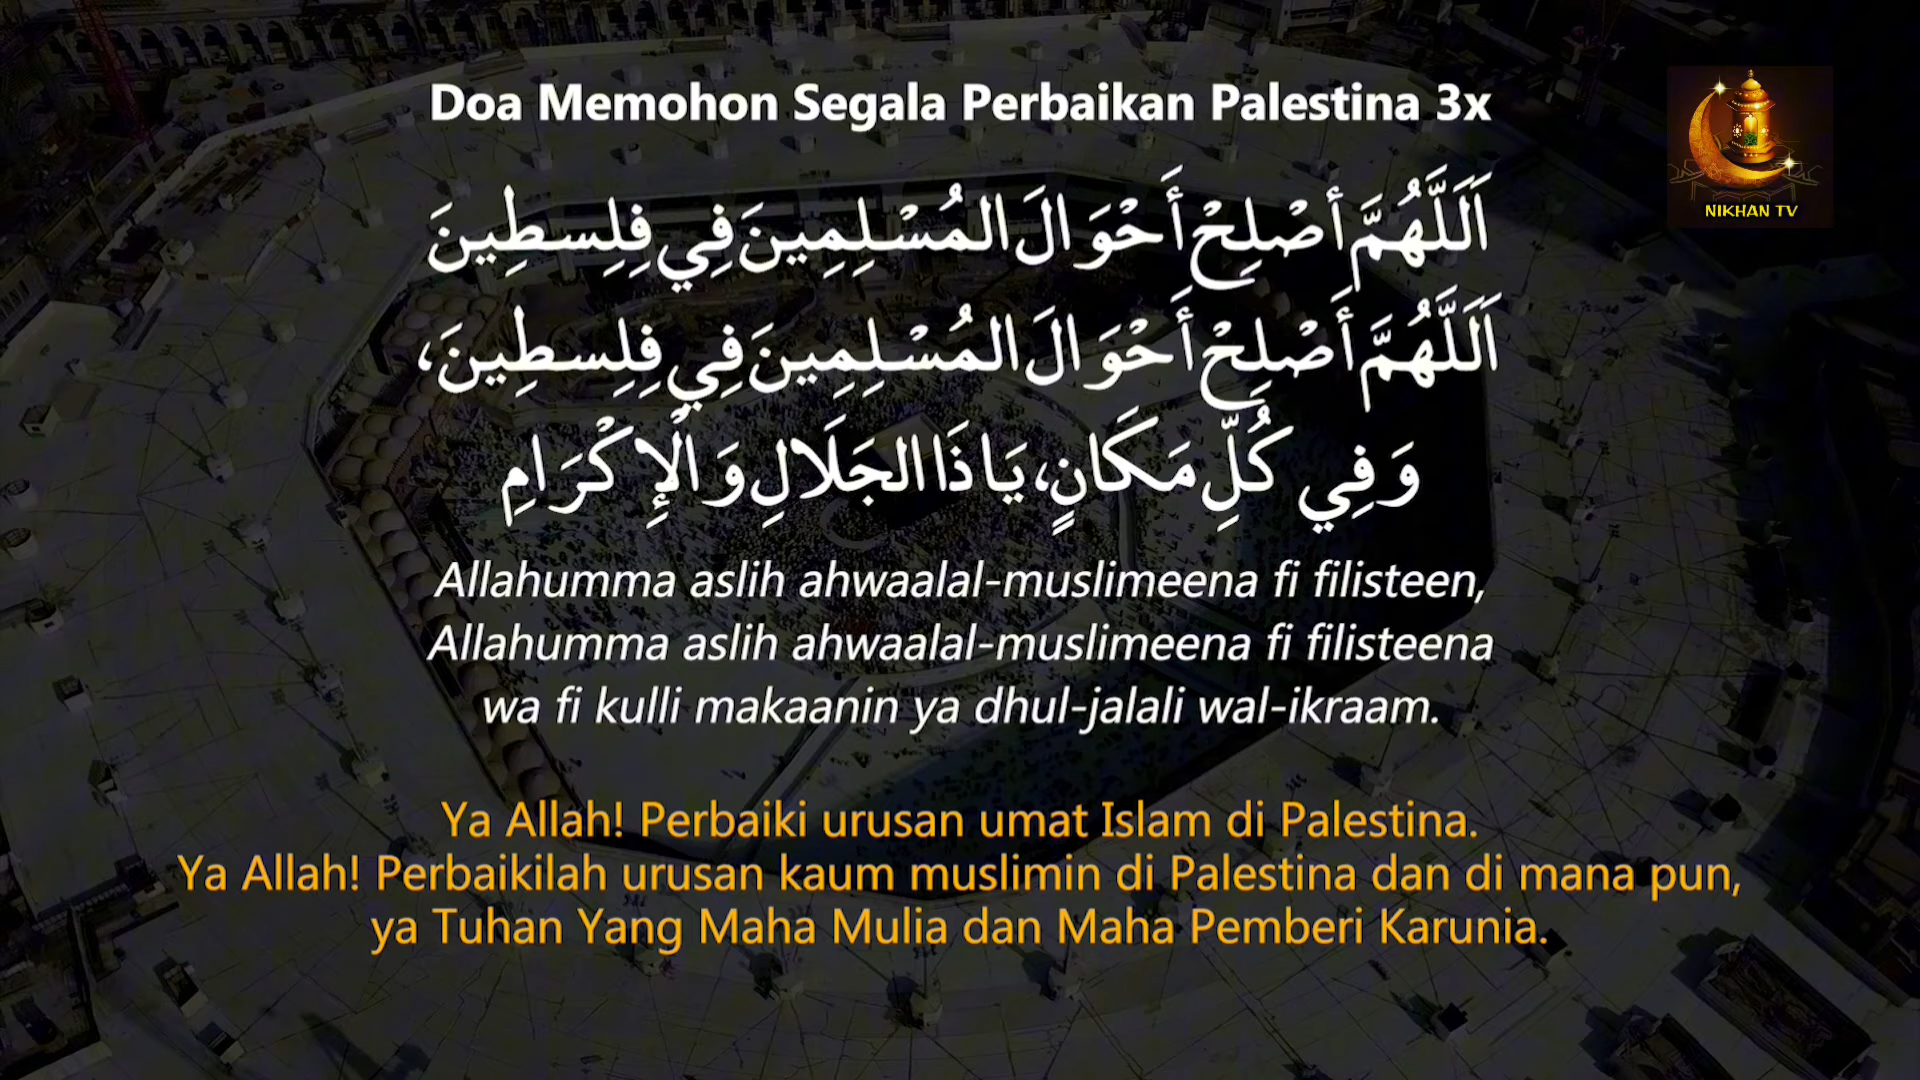 Doa Memohon Segala Perbaikan Palestina 3x
NIKHAN TV
اَللَّهُمَّ أَصْلِحْ أَحْوَالَ المُسْلِمِينَ فِي فِلِسطِينَ
اَللَّهُمَّ أَصْلِحْ أَحْوَالَ المُسْلِمِينَ فِي فِلِسطِينَ،
وَفِي كُلِّ مَكَانٍ، يَا ذَا الجَلَالِ وَالْإِكْرَامِ
Allahumma aslih ahwaalal-muslimeena fi filisteen,
Allahumma aslih ahwaalal-muslimeena fi filisteena
wa fi kulli makaanin ya dhul-jalali wal-ikraam.
Ya Allah! Perbaiki urusan umat Islam di Palestina.
Ya Allah! Perbaikilah urusan kaum muslimin di Palestina dan di mana pun,
ya Tuhan Yang Maha Mulia dan Maha Pemberi Karunia.